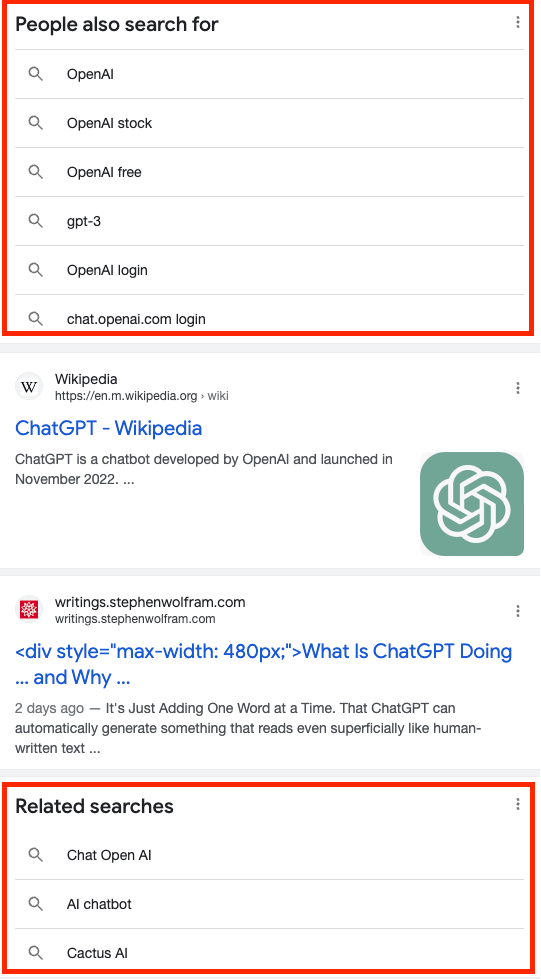 People also search for
OpenAI
OpenAI stock
OpenAI free
gpt-3
OpenAI login
chat.openai.com login
W
Wikipedia
https://en.m.wikipedia.org › wiki
ChatGPT - Wikipedia
ChatGPT is a chatbot developed by OpenAI and launched in
November 2022. ...
writings.stephenwolfram.com
writings.stephenwolfram.com
<div style="max-width: 480px;">What Is ChatGPT Doing
... and Why ...
2 days ago — It's Just Adding One Word at a Time. That ChatGPT can
automatically generate something that reads even superficially like human-
written text ...
Related searches
Chat Open AI
AI chatbot
Cactus AI